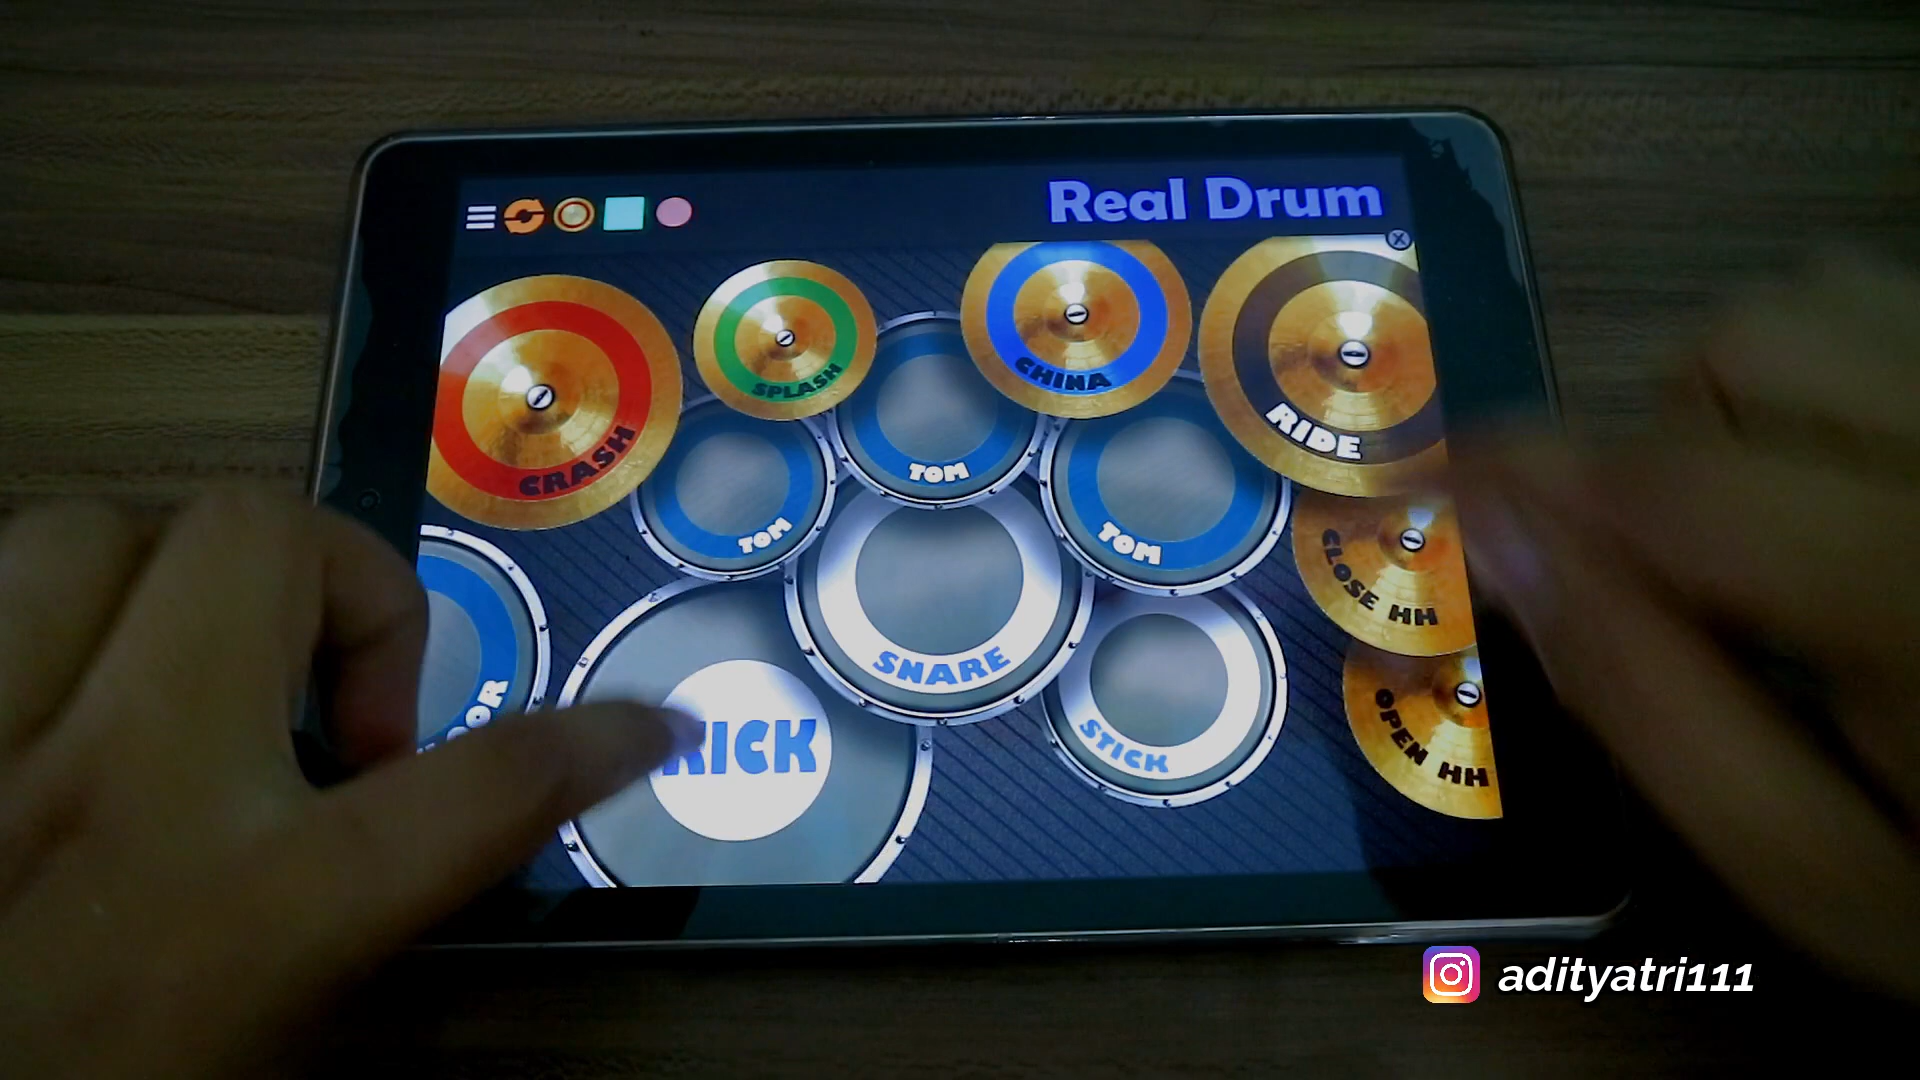 Real Drum
CRASH
SPLASH
CHINA
RIDE
TOM
TOM
TOM
CLOSE HH
SNARE
OPEN HH
STICK
KICK
adityatri111